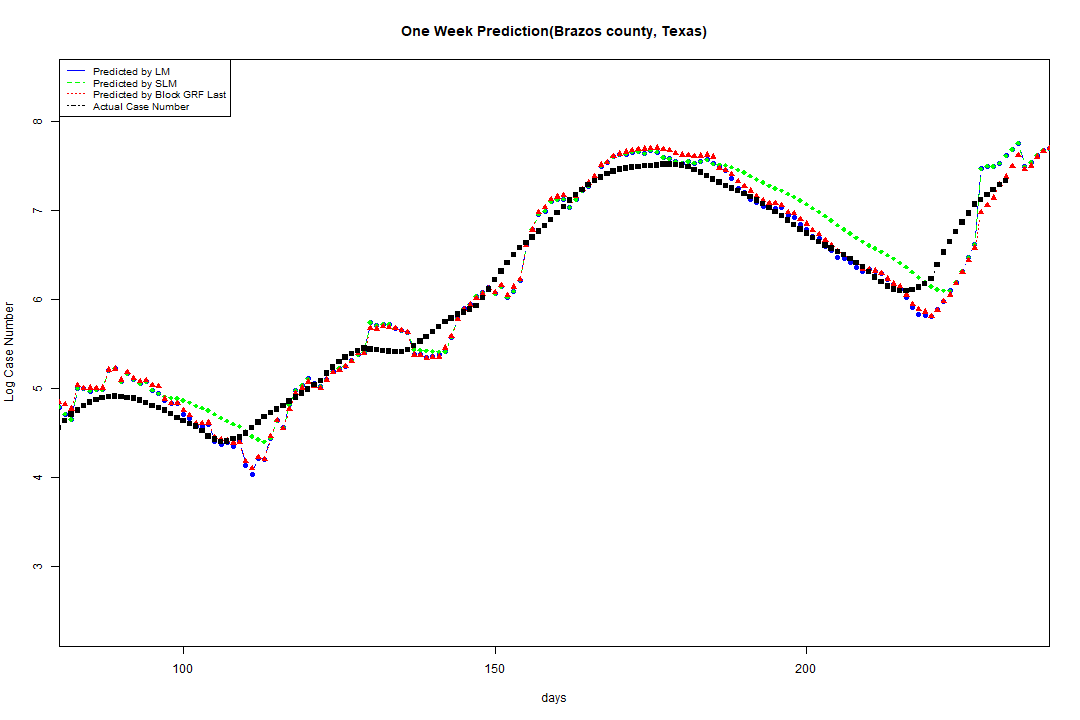 One Week Prediction(Brazos county, Texas)
Predicted by LM
Predicted by SLM
Predicted by Block GRF Last
Actual Case Number
8
7
6
5
4
3
Log Case Number
100 150 200
days